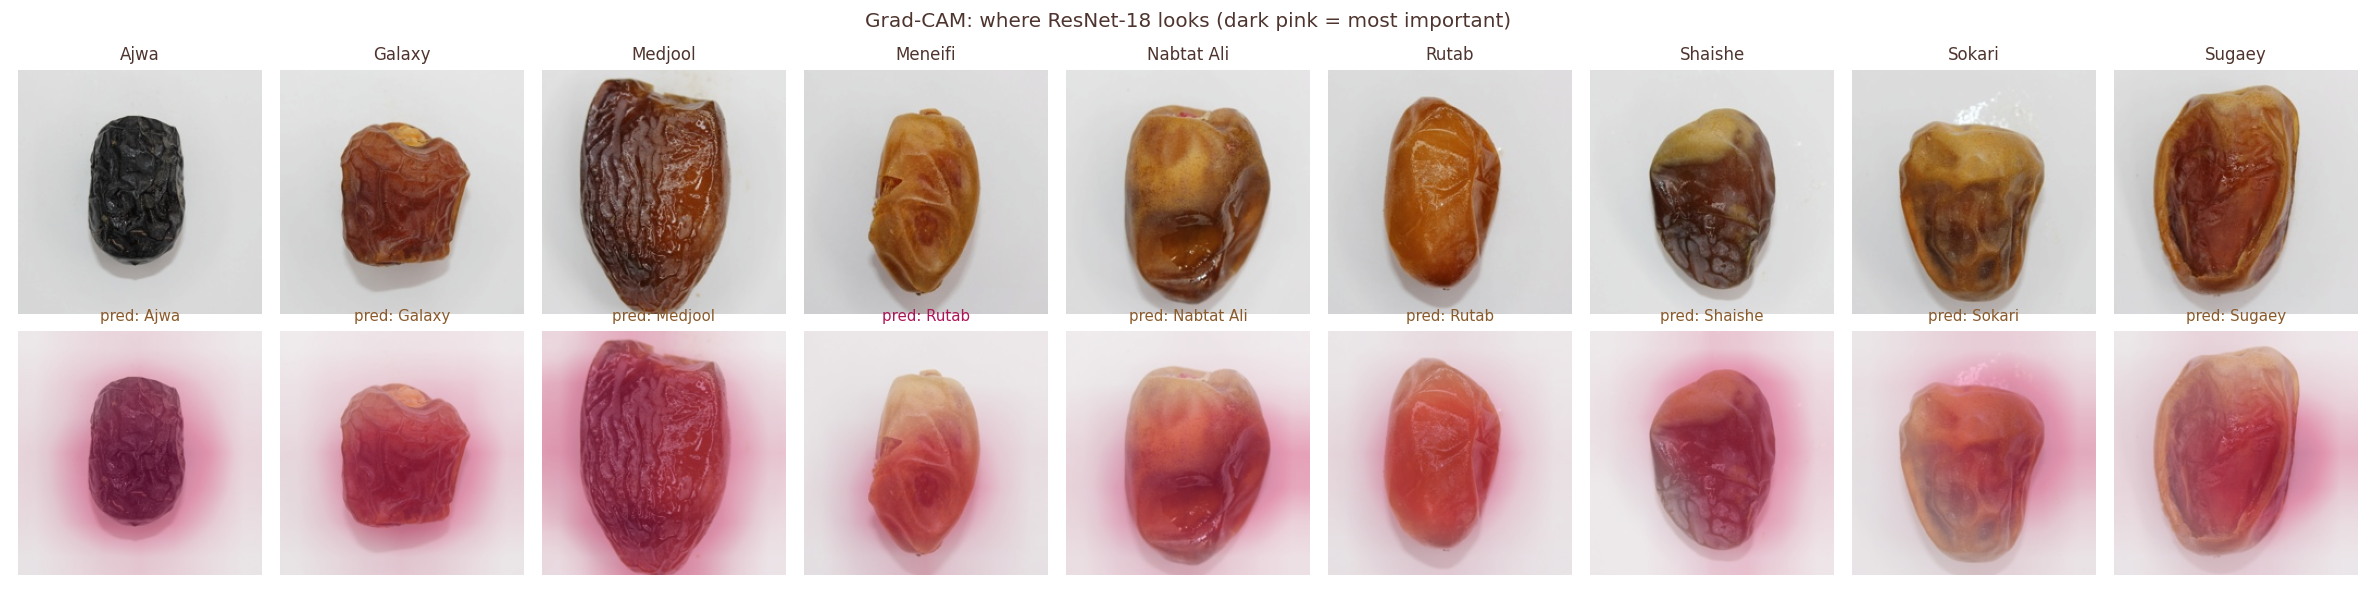 Grad-CAM: where ResNet-18 looks (dark pink = most important)
Ajwa Galaxy Medjool Meneifi Nabtat Ali Rutab Shaishe Sokari Sugaey
pred: Ajwa pred: Galaxy pred: Medjool pred: Rutab pred: Nabtat Ali pred: Rutab pred: Shaishe pred: Sokari pred: Sugaey